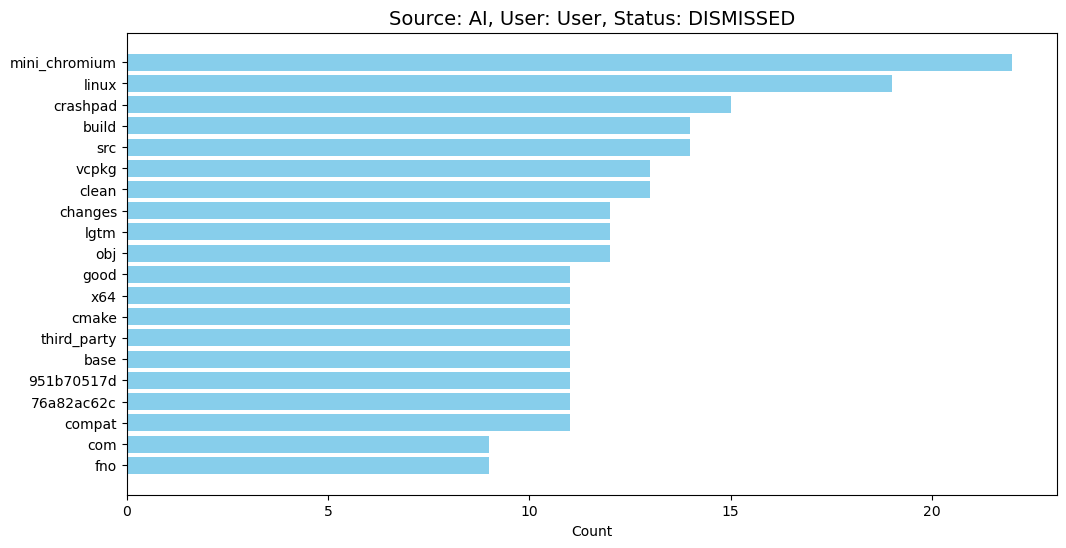 Source: AI, User: User, Status: DISMISSED
mini_chromium
linux
crashpad
build
src
vcpkg
clean
changes
lgtm
obj
good
x64
cmake
third_party
base
951b70517d
76a82ac62c
compat
com
fno
0 5 10 15 20
Count